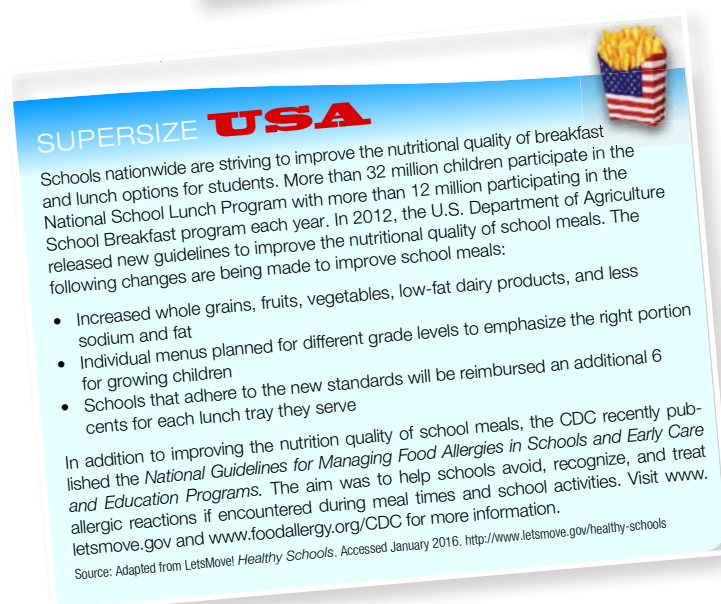 SUPERSIZE USA
Schools nationwide are striving to improve the nutritional quality of breakfast
and lunch options for students. More than 32 million children participate in the
National School Lunch Program with more than 12 million participating in the
School Breakfast program each year. In 2012, the U.S. Department of Agriculture
released new guidelines to improve the nutritional quality of school meals. The
following changes are being made to improve school meals:
• Increased whole grains, fruits, vegetables, low-fat dairy products, and less
sodium and fat
• Individual menus planned for different grade levels to emphasize the right portion
for growing children
• Schools that adhere to the new standards will be reimbursed an additional 6
cents for each lunch tray they serve
In addition to improving the nutrition quality of school meals, the CDC recently pub-
lished the National Guidelines for Managing Food Allergies in Schools and Early Care
and Education Programs. The aim was to help schools avoid, recognize, and treat
allergic reactions if encountered during meal times and school activities. Visit www.
letsmove.gov and www.foodallergy.org/CDC for more information.
Source: Adapted from LetsMove! Healthy Schools. Accessed January 2016. http://www.letsmove.gov/healthy-schools